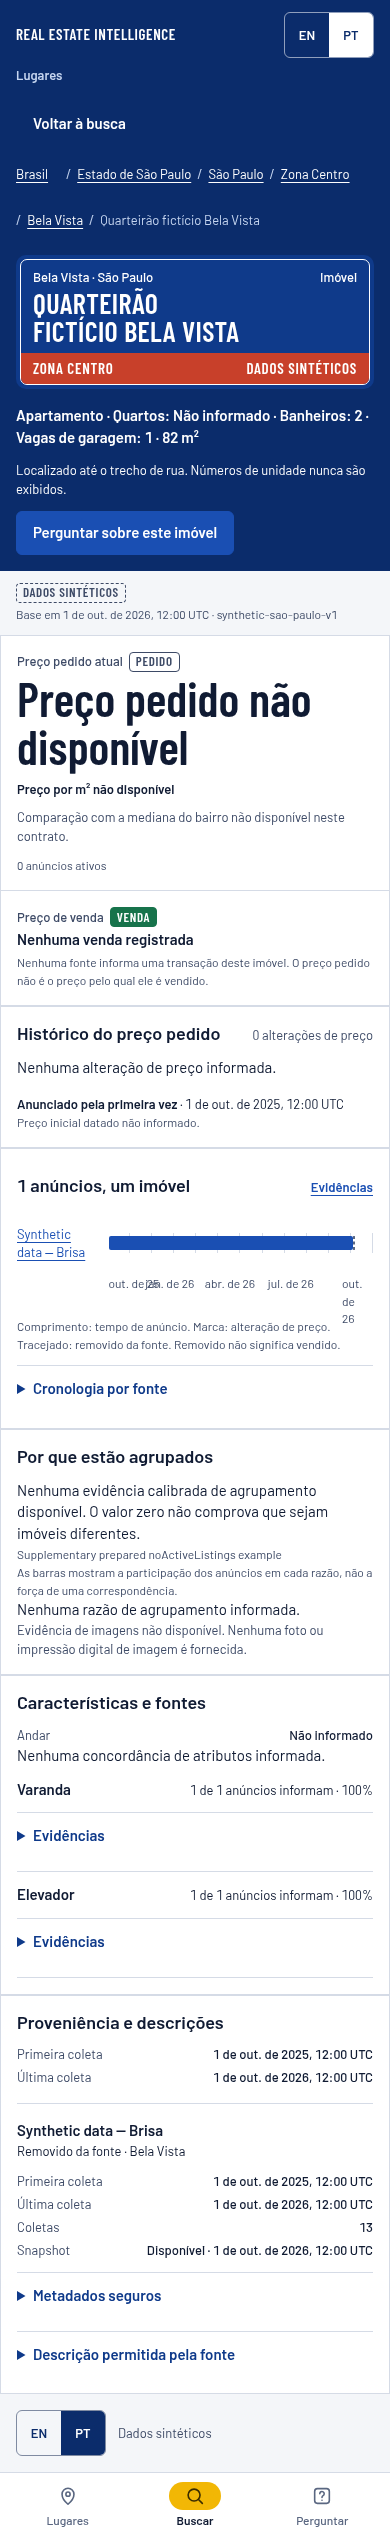 REAL ESTATE INTELLIGENCE
EN PT
Lugares
Voltar à busca
Brasil / Estado de São Paulo / São Paulo / Zona Centro
/ Bela Vista / Quarteirão fictício Bela Vista
Bela Vista · São Paulo Imóvel
QUARTEIRÃO
FICTÍCIO BELA VISTA
ZONA CENTRO DADOS SINTÉTICOS
Apartamento · Quartos: Não informado · Banheiros: 2 ·
Vagas de garagem: 1 · 82 m²
Localizado até o trecho de rua. Números de unidade nunca são
exibidos.
Perguntar sobre este imóvel
DADOS SINTÉTICOS
Base em 1 de out. de 2026, 12:00 UTC · synthetic-sao-paulo-v1
Preço pedido atual PEDIDO
Preço pedido não
disponível
Preço por m² não disponível
Comparação com a mediana do bairro não disponível neste
contrato.
0 anúncios ativos
Preço de venda VENDA
Nenhuma venda registrada
Nenhuma fonte informa uma transação deste imóvel. O preço pedido
não é o preço pelo qual ele é vendido.
Histórico do preço pedido 0 alterações de preço
Nenhuma alteração de preço informada.
Anunciado pela primeira vez · 1 de out. de 2025, 12:00 UTC
Preço inicial datado não informado.
1 anúncios, um imóvel Evidências
Synthetic
data — Brisa
out. de 25 jan. de 26 abr. de 26 jul. de 26 out.
de
26
Comprimento: tempo de anúncio. Marca: alteração de preço.
Tracejado: removido da fonte. Removido não significa vendido.
Cronologia por fonte
Por que estão agrupados
Nenhuma evidência calibrada de agrupamento
disponível. O valor zero não comprova que sejam
imóveis diferentes.
Supplementary prepared noActiveListings example
As barras mostram a participação dos anúncios em cada razão, não a
força de uma correspondência.
Nenhuma razão de agrupamento informada.
Evidência de imagens não disponível. Nenhuma foto ou
impressão digital de imagem é fornecida.
Características e fontes
Andar Não informado
Nenhuma concordância de atributos informada.
Varanda 1 de 1 anúncios informam · 100%
Evidências
Elevador 1 de 1 anúncios informam · 100%
Evidências
Proveniência e descrições
Primeira coleta 1 de out. de 2025, 12:00 UTC
Última coleta 1 de out. de 2026, 12:00 UTC
Synthetic data — Brisa
Removido da fonte · Bela Vista
Primeira coleta 1 de out. de 2025, 12:00 UTC
Última coleta 1 de out. de 2026, 12:00 UTC
Coletas 13
Snapshot Disponível · 1 de out. de 2026, 12:00 UTC
Metadados seguros
Descrição permitida pela fonte
EN PT Dados sintéticos
Lugares Buscar Perguntar